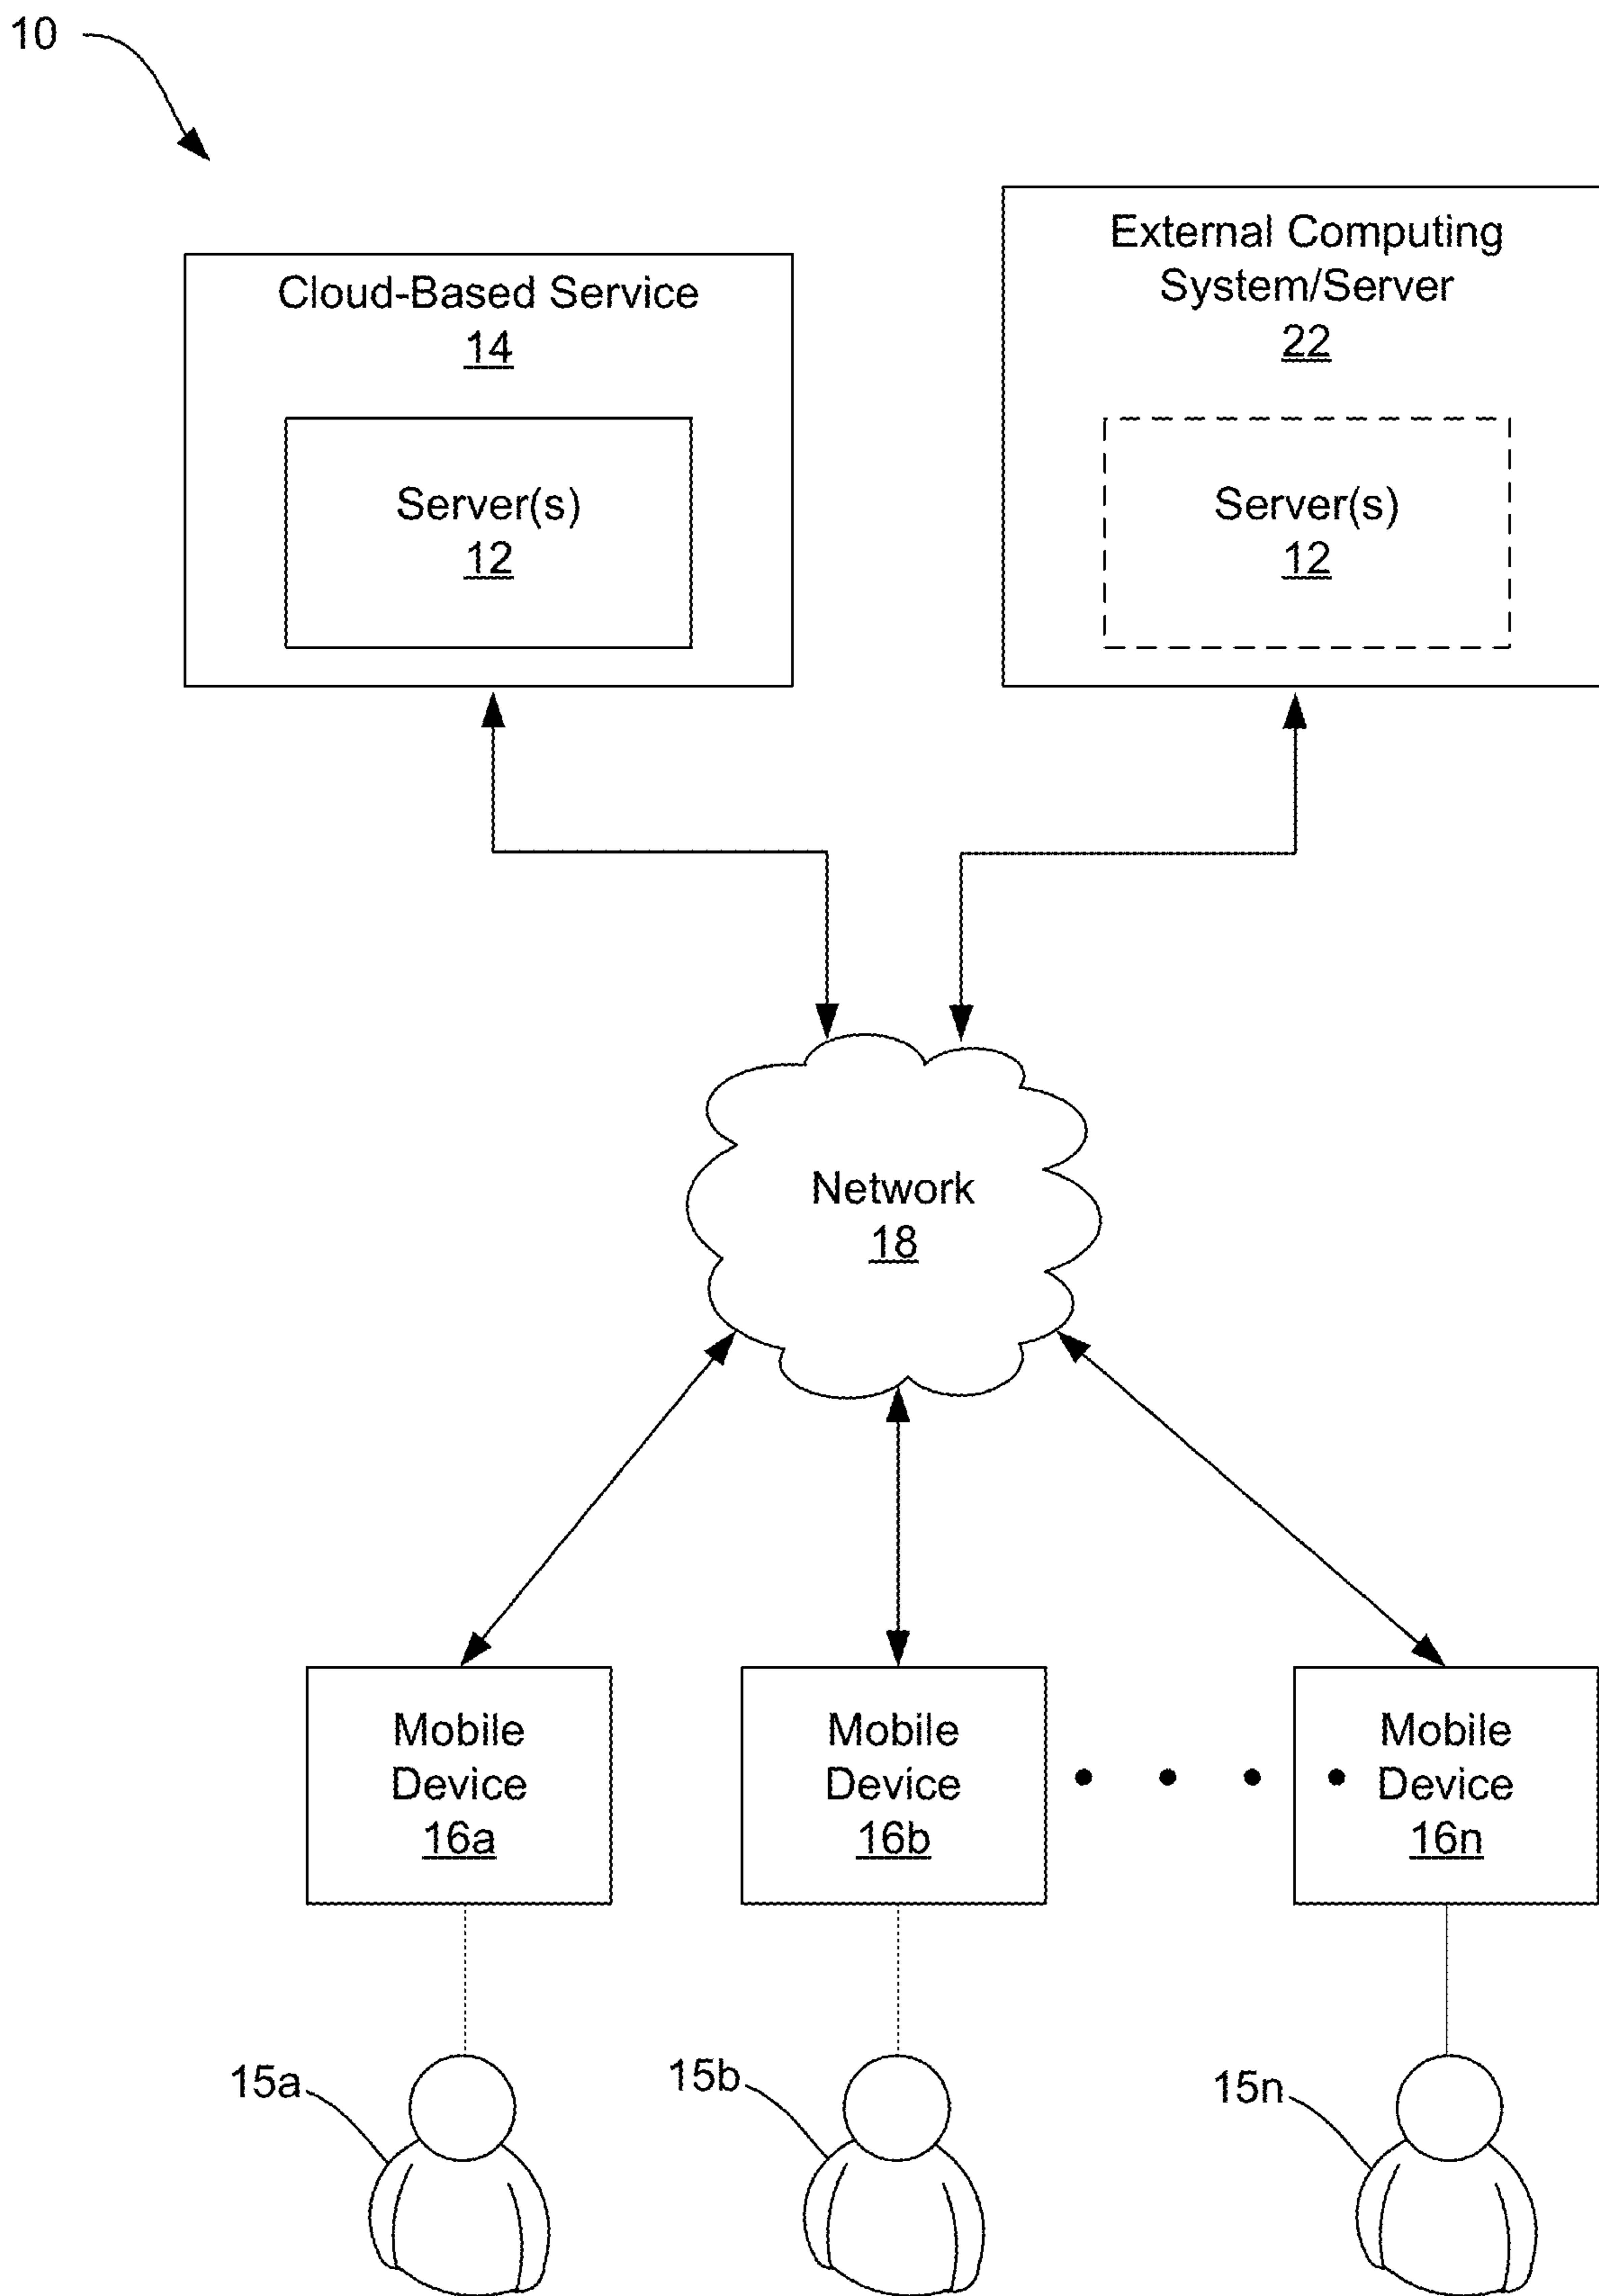 10
Cloud-Based Service
14
Server(s)
12
External Computing
System/Server
22
Server(s)
12
Network
18
Mobile
Device
16a
Mobile
Device
16b
Mobile
Device
16n
15a
15b
15n